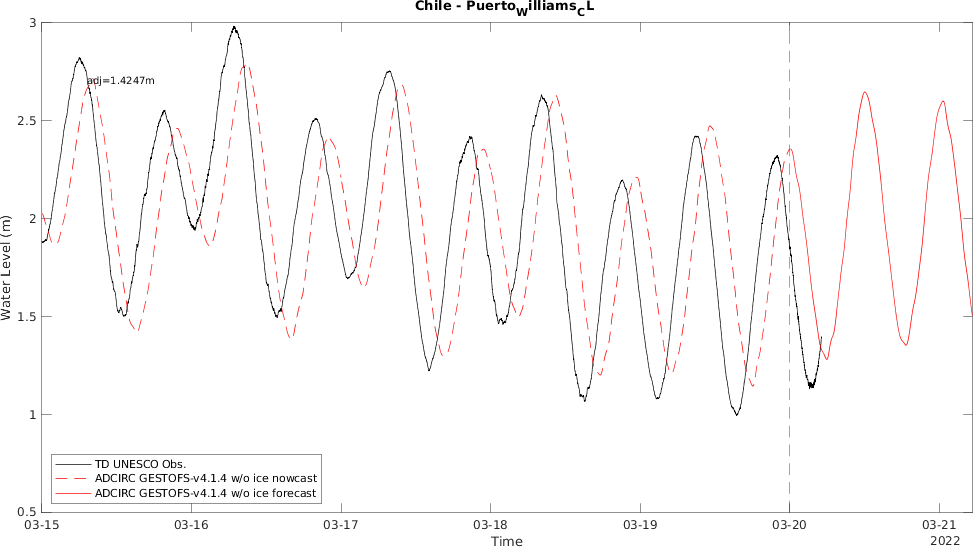 Chile - Puerto_Williams_CL
3
adj=1.4247m
2.5
2
Water Level (m)
1.5
1
TD UNESCO Obs.
ADCIRC GESTOFS-v4.1.4 w/o ice nowcast
ADCIRC GESTOFS-v4.1.4 w/o ice forecast
0.5
03-15 03-16 03-17 03-18 03-19 03-20 03-21
Time 2022